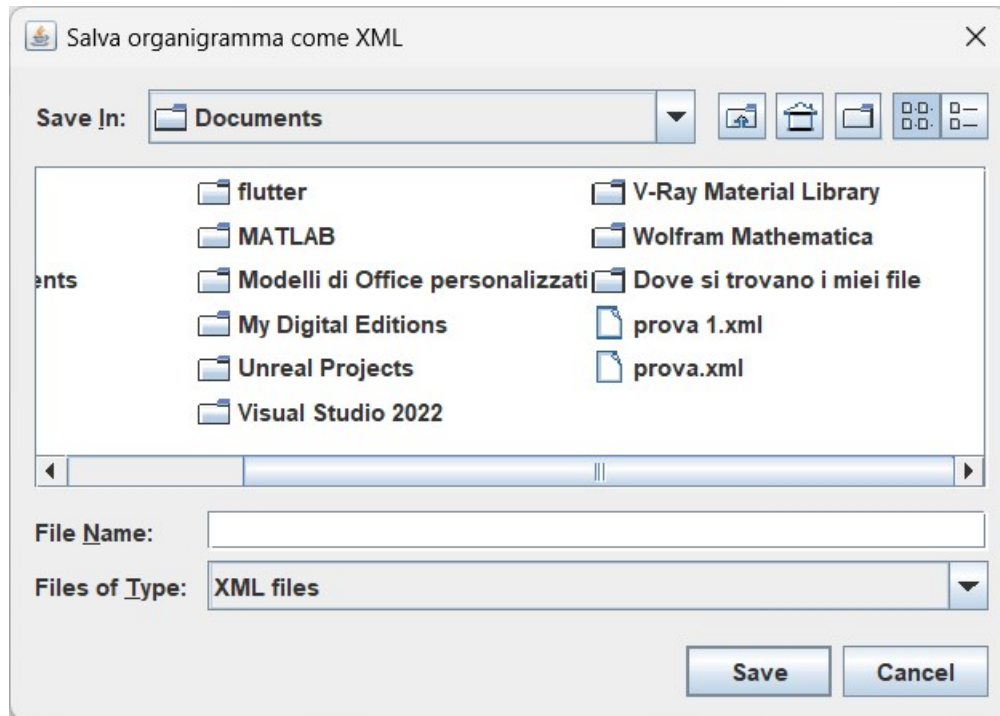 Salva organigramma come XML
Save In: Documents
ents
flutter
MATLAB
Modelli di Office personalizzati
My Digital Editions
Unreal Projects
Visual Studio 2022
V-Ray Material Library
Wolfram Mathematica
Dove si trovano i miei file
prova 1.xml
prova.xml
File Name:
Files of Type: XML files
Save Cancel